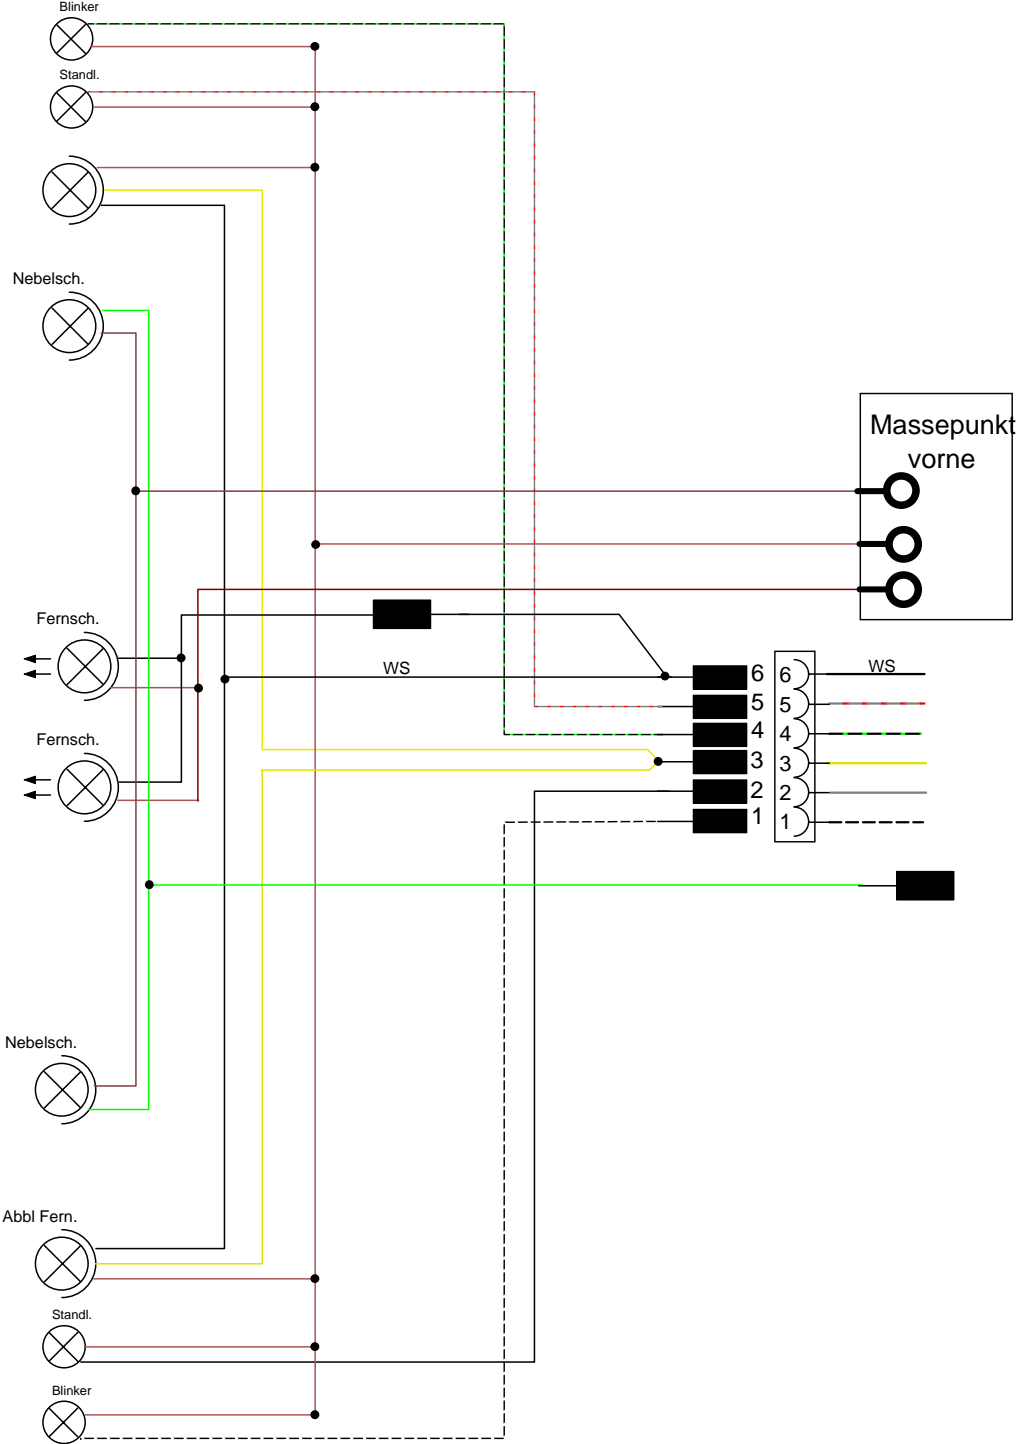 Blinker
Standl.
Nebelsch.
Massepunkt
vorne
Fernsch.
WS
6 6 WS
5 5
Fernsch.
4 4
3 3
2 2
1 1
Nebelsch.
Abbl Fern.
Standl.
Blinker